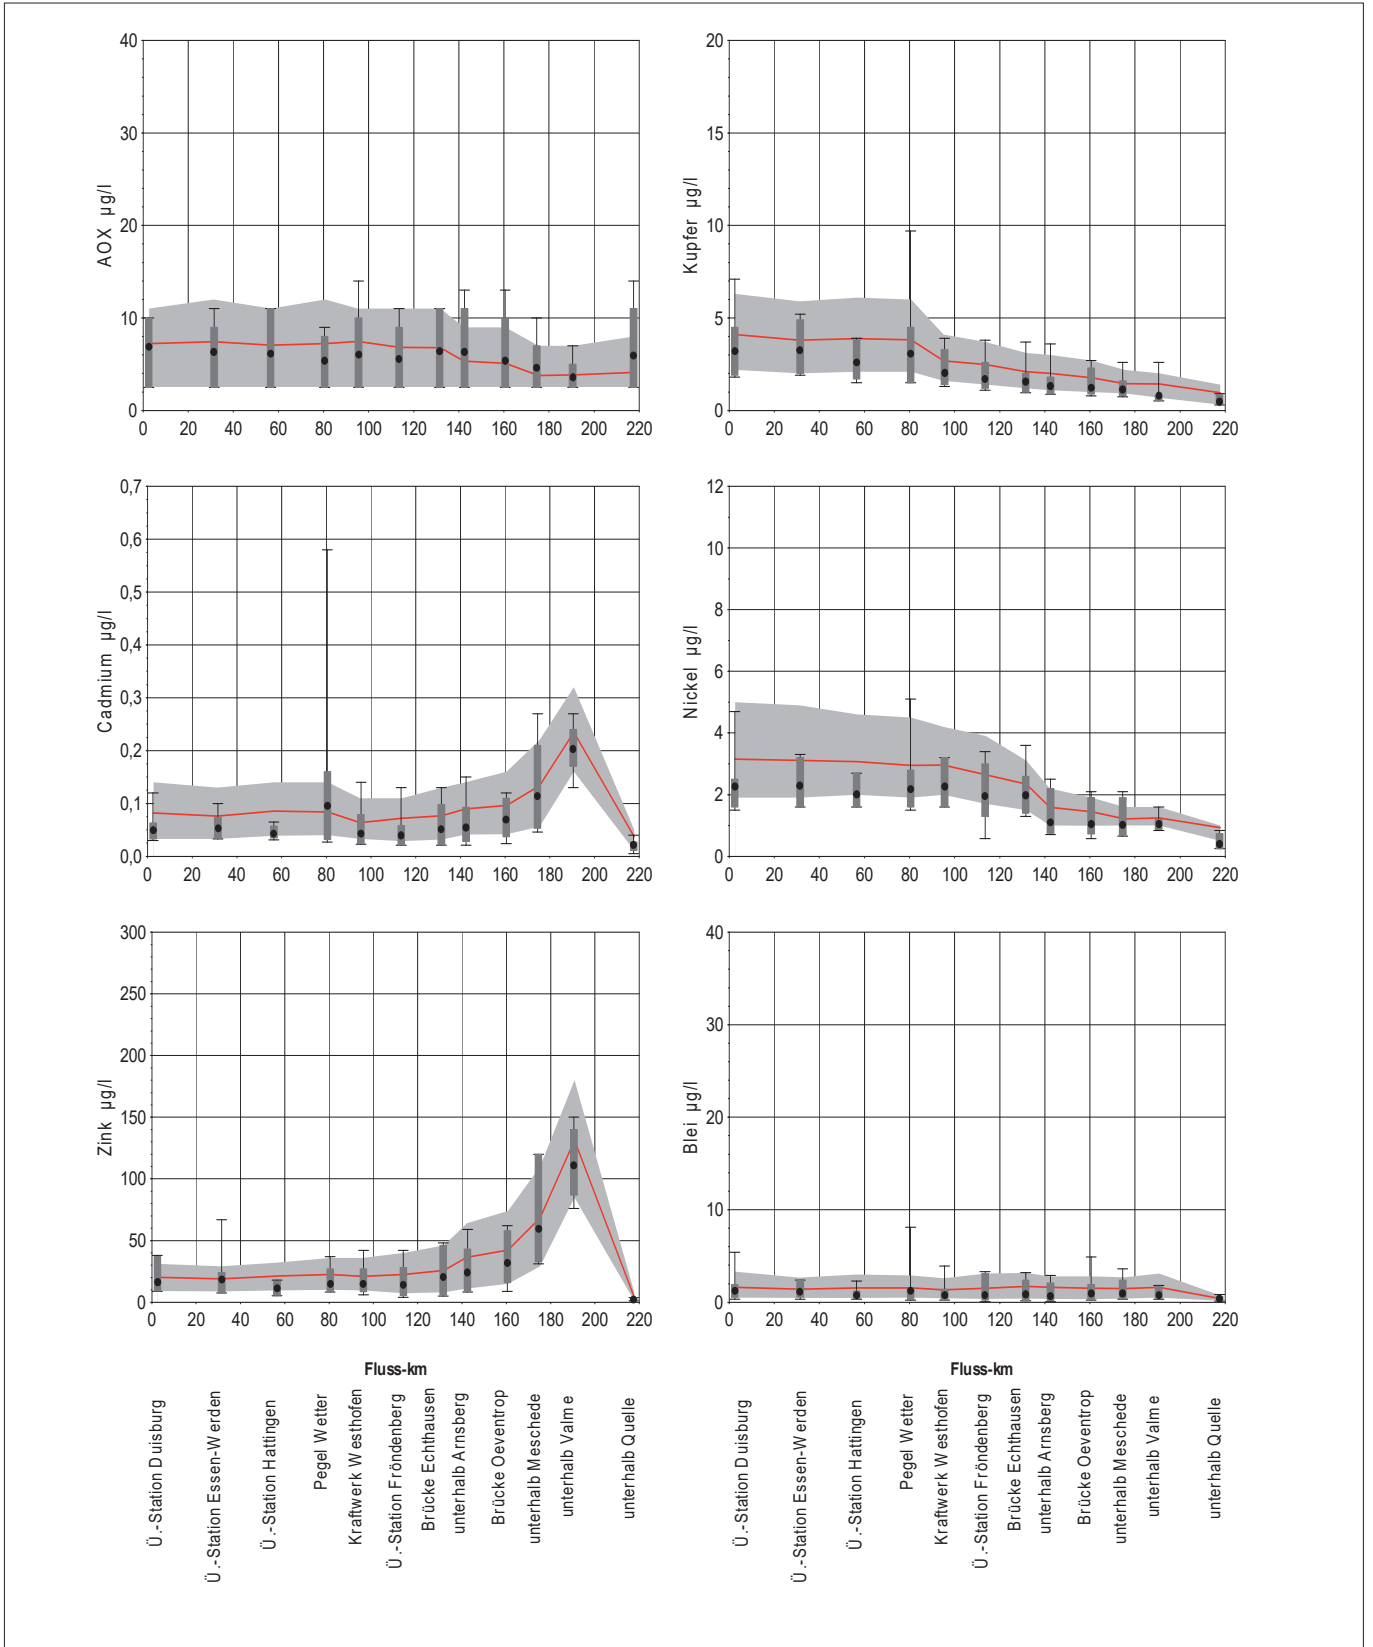 AOX µg/l
40
30
20
10
0
0 20 40 60 80 100 120 140 160 180 200 220
Kupfer µg/l
20
15
10
5
0
0 20 40 60 80 100 120 140 160 180 200 220
Cadmium µg/l
0,7
0,6
0,5
0,4
0,3
0,2
0,1
0,0
0 20 40 60 80 100 120 140 160 180 200 220
Nickel µg/l
12
10
8
6
4
2
0
0 20 40 60 80 100 120 140 160 180 200 220
Zink µg/l
300
250
200
150
100
50
0
0 20 40 60 80 100 120 140 160 180 200 220
Blei µg/l
40
30
20
10
0
0 20 40 60 80 100 120 140 160 180 200 220
Fluss-km
Ü.-Station Duisburg
Ü.-Station Essen-Werden
Ü.-Station Hattingen
Pegel Wetter
Kraftwerk Westhofen
Ü.-Station Fröndenberg
Brücke Echthausen
unterhalb Arnsberg
Brücke Oeventrop
unterhalb Meschede
unterhalb Valme
unterhalb Quelle
Fluss-km
Ü.-Station Duisburg
Ü.-Station Essen-Werden
Ü.-Station Hattingen
Pegel Wetter
Kraftwerk Westhofen
Ü.-Station Fröndenberg
Brücke Echthausen
unterhalb Arnsberg
Brücke Oeventrop
unterhalb Meschede
unterhalb Valme
unterhalb Quelle